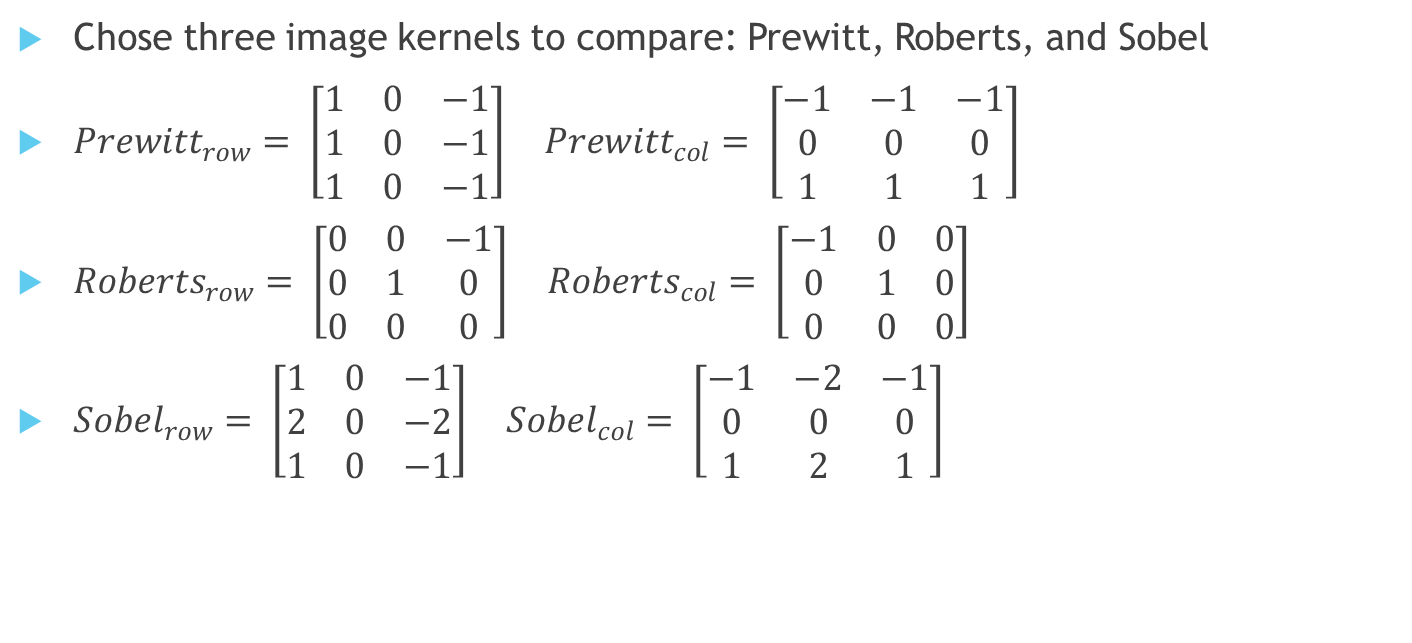 Chose three image kernels to compare: Prewitt, Roberts, and Sobel
Prewitt_row = [1 0 −1; 1 0 −1; 1 0 −1] Prewitt_col = [−1 −1 −1; 0 0 0; 1 1 1]
Roberts_row = [0 0 −1; 0 1 0; 0 0 0] Roberts_col = [−1 0 0; 0 1 0; 0 0 0]
Sobel_row = [1 0 −1; 2 0 −2; 1 0 −1] Sobel_col = [−1 −2 −1; 0 0 0; 1 2 1]